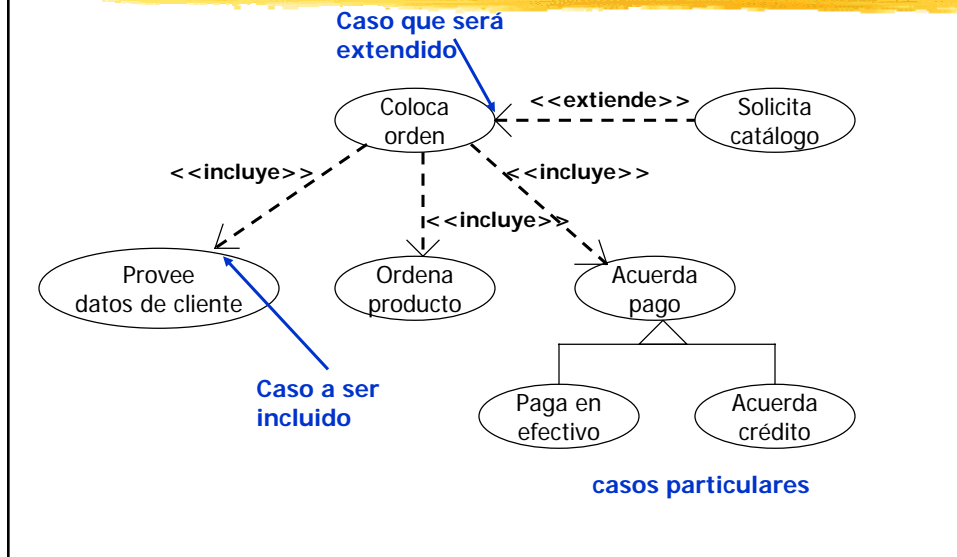 Caso que será
extendido
Coloca
orden
<<extiende>>
Solicita
catálogo
<<incluye>>
<<incluye>>
<<incluye>>
Provee
datos de cliente
Ordena
producto
Acuerda
pago
Caso a ser
incluido
Paga en
efectivo
Acuerda
crédito
casos particulares